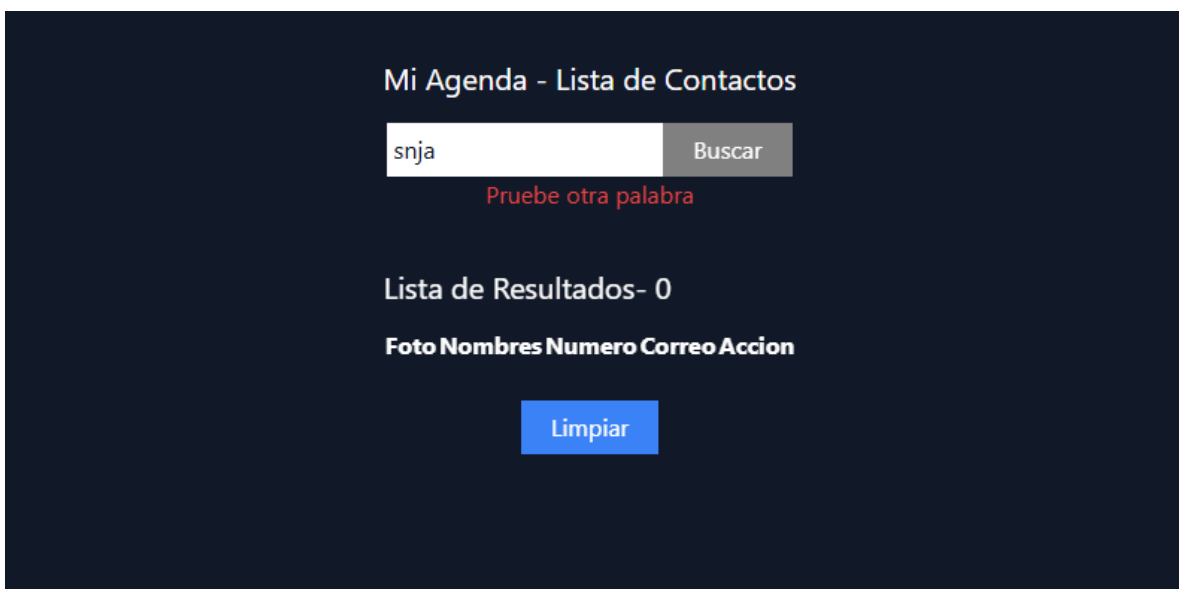 Mi Agenda - Lista de Contactos
snja Buscar
Pruebe otra palabra
Lista de Resultados- 0
Foto Nombres Numero Correo Accion
Limpiar